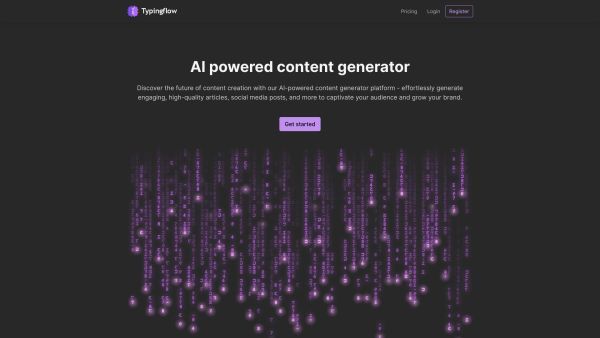 Typingflow
Pricing
Login
Register
AI powered content generator
Discover the future of content creation with our AI-powered content generator platform - effortlessly generate
engaging, high-quality articles, social media posts, and more to captivate your audience and grow your brand.
Get started